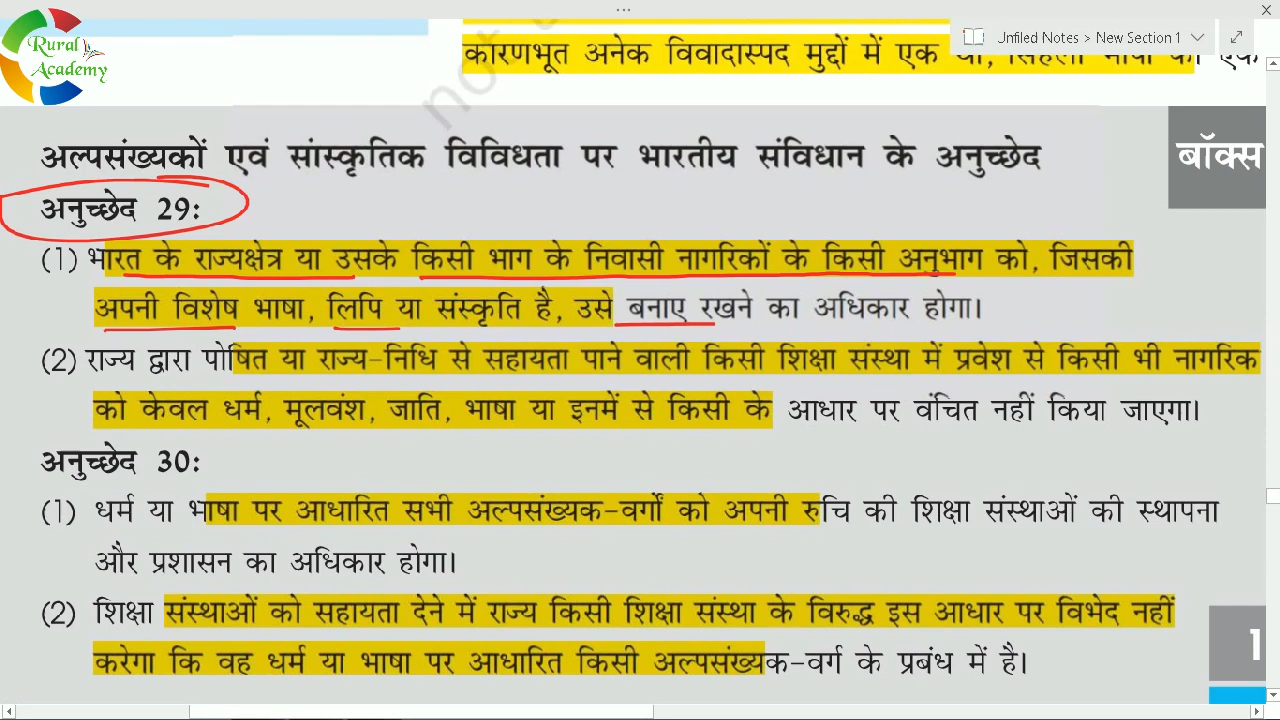 Rural
Academy
कारणभूत अनेक विवादास्पद मुद्दों में एक
Unfiled Notes > New Section 1
not
अल्पसंख्यकों एवं सांस्कृतिक विविधता पर भारतीय संविधान के अनुच्छेद
बॉक्स
अनुच्छेद 29:
(1) भारत के राज्यक्षेत्र या उसके किसी भाग के निवासी नागरिकों के किसी अनुभाग को, जिसकी
अपनी विशेष भाषा, लिपि या संस्कृति है, उसे बनाए रखने का अधिकार होगा।
(2) राज्य द्वारा पोषित या राज्य-निधि से सहायता पाने वाली किसी शिक्षा संस्था में प्रवेश से किसी भी नागरिक
को केवल धर्म, मूलवंश, जाति, भाषा या इनमें से किसी के आधार पर वंचित नहीं किया जाएगा।
अनुच्छेद 30:
(1) धर्म या भाषा पर आधारित सभी अल्पसंख्यक-वर्गों को अपनी रुचि की शिक्षा संस्थाओं की स्थापना
और प्रशासन का अधिकार होगा।
(2) शिक्षा संस्थाओं को सहायता देने में राज्य किसी शिक्षा संस्था के विरुद्ध इस आधार पर विभेद नहीं
करेगा कि वह धर्म या भाषा पर आधारित किसी अल्पसंख्यक-वर्ग के प्रबंध में है।
1